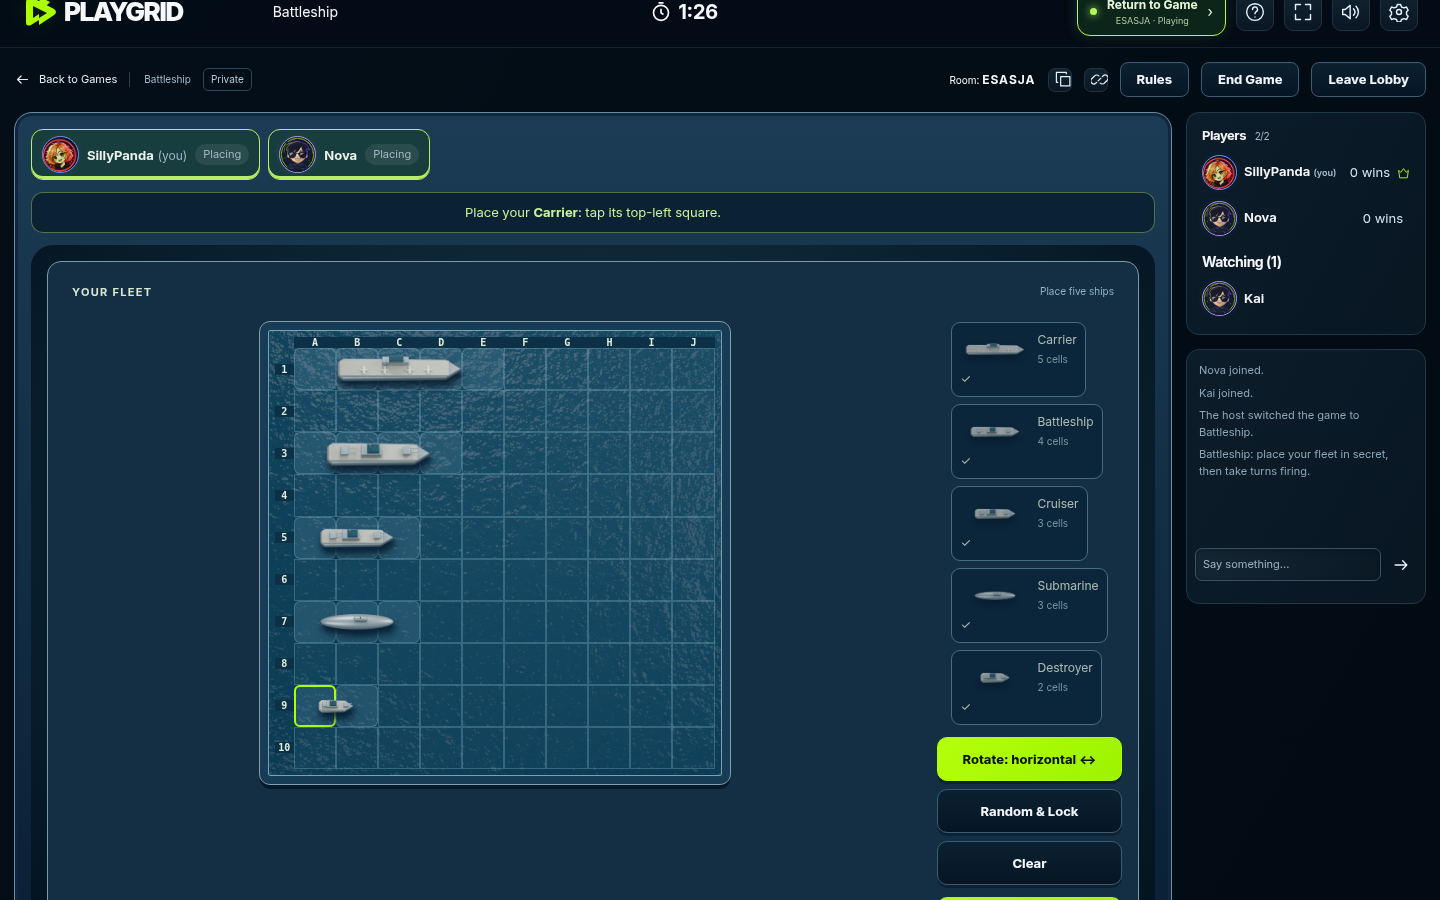 PLAYGRID
Battleship
1:26
Return to Game
ESASJA · Playing
›
← Back to Games
Battleship
Private
Room: ESASJA
Rules
End Game
Leave Lobby
SillyPanda (you) Placing
Nova Placing
Place your Carrier: tap its top-left square.
YOUR FLEET
Place five ships
A B C D E F G H I J
1
2
3
4
5
6
7
8
9
10
Carrier
5 cells
✓
Battleship
4 cells
✓
Cruiser
3 cells
✓
Submarine
3 cells
✓
Destroyer
2 cells
✓
Rotate: horizontal ↔
Random & Lock
Clear
Players 2/2
SillyPanda (you) 0 wins
Nova 0 wins
Watching (1)
Kai
Nova joined.
Kai joined.
The host switched the game to
Battleship.
Battleship: place your fleet in secret,
then take turns firing.
Say something...
→